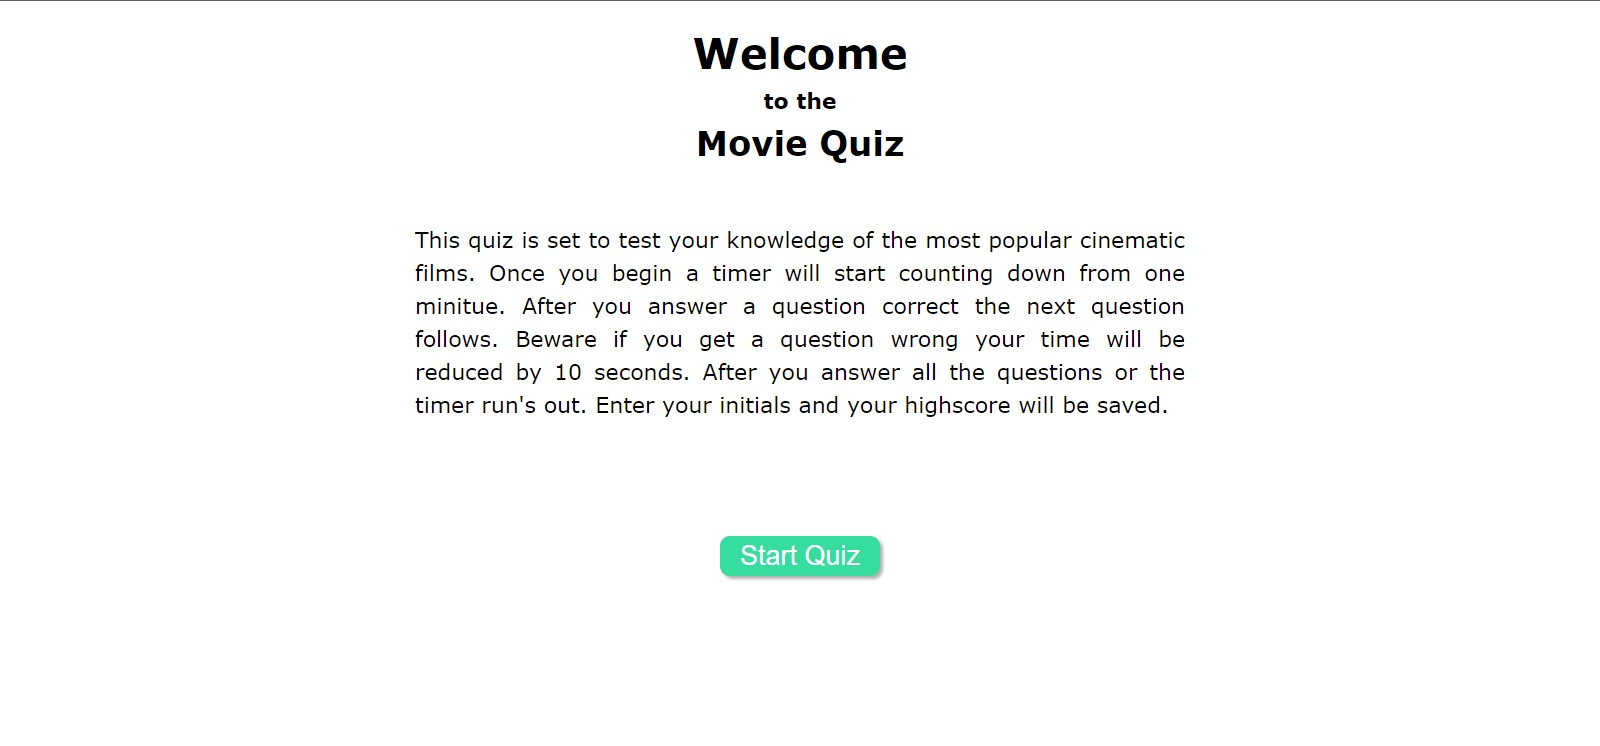 Welcome
to the
Movie Quiz
This quiz is set to test your knowledge of the most popular cinematic
films. Once you begin a timer will start counting down from one
minitue. After you answer a question correct the next question
follows. Beware if you get a question wrong your time will be
reduced by 10 seconds. After you answer all the questions or the
timer run's out. Enter your initials and your highscore will be saved.
Start Quiz